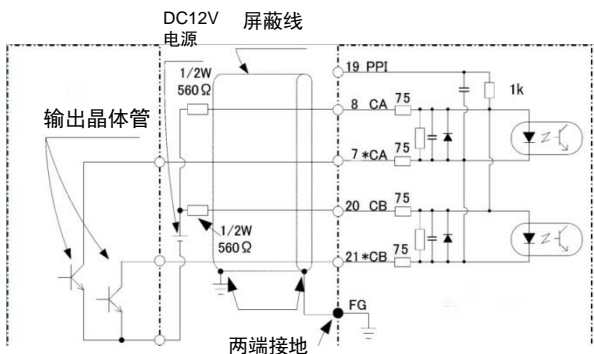 DC12V
电源
屏蔽线
19 PPI
1/2W
560Ω
1k
8 CA 75
输出晶体管
7 *CA 75
20 CB 75
1/2W
560Ω
21 *CB 75
FG
两端接地